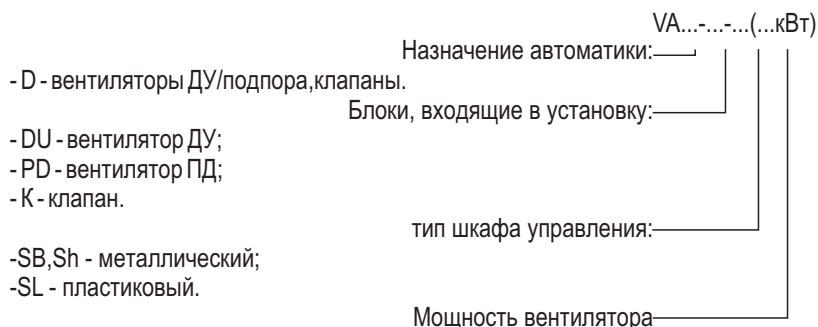 VA...-...-...(...кВт)
Назначение автоматики:
- D - вентиляторы ДУ/подпора,клапаны.
Блоки, входящие в установку:
- DU - вентилятор ДУ;
- PD - вентилятор ПД;
- К - клапан.
тип шкафа управления:
-SB,Sh - металлический;
-SL - пластиковый.
Мощность вентилятора